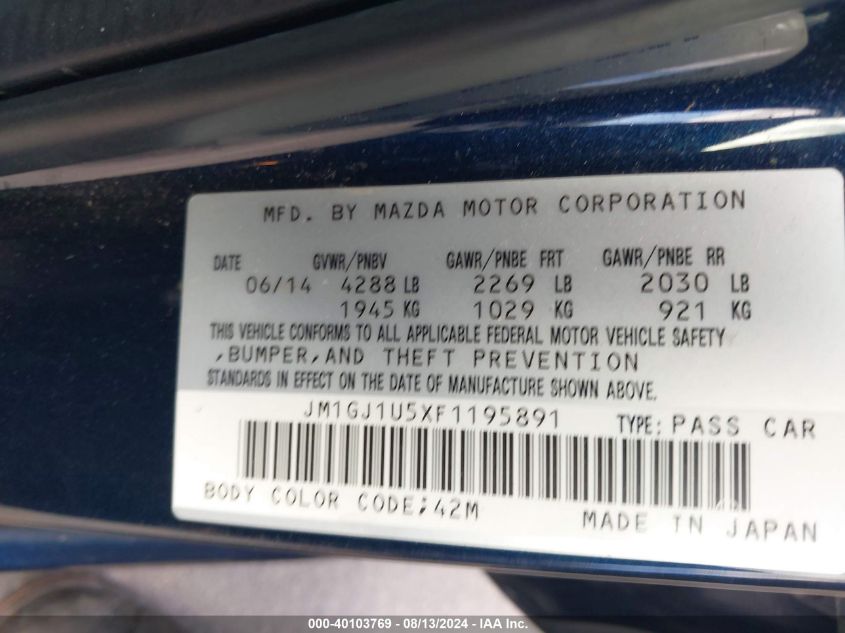 MFD. BY MAZDA MOTOR CORPORATION
DATE GVWR/PNBV GAWR/PNBE FRT GAWR/PNBE RR
06/14 4288 LB 2269 LB 2030 LB
1945 KG 1029 KG 921 KG
THIS VEHICLE CONFORMS TO ALL APPLICABLE FEDERAL MOTOR VEHICLE SAFETY
,BUMPER,AND THEFT PREVENTION
STANDARDS IN EFFECT ON THE DATE OF MANUFACTURE SHOWN ABOVE.
JM1GJ1U5XF1195891 TYPE: PASS CAR
BODY COLOR CODE;42M
MADE IN JAPAN
000-40103769 - 08/13/2024 - IAA Inc.